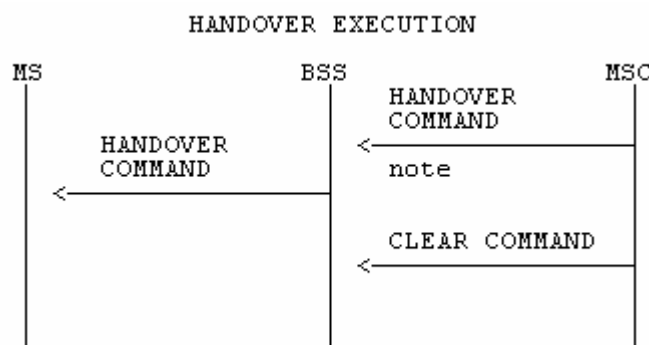 HANDOVER EXECUTION
MS BSS MSC
HANDOVER
COMMAND
HANDOVER
COMMAND
note
CLEAR COMMAND